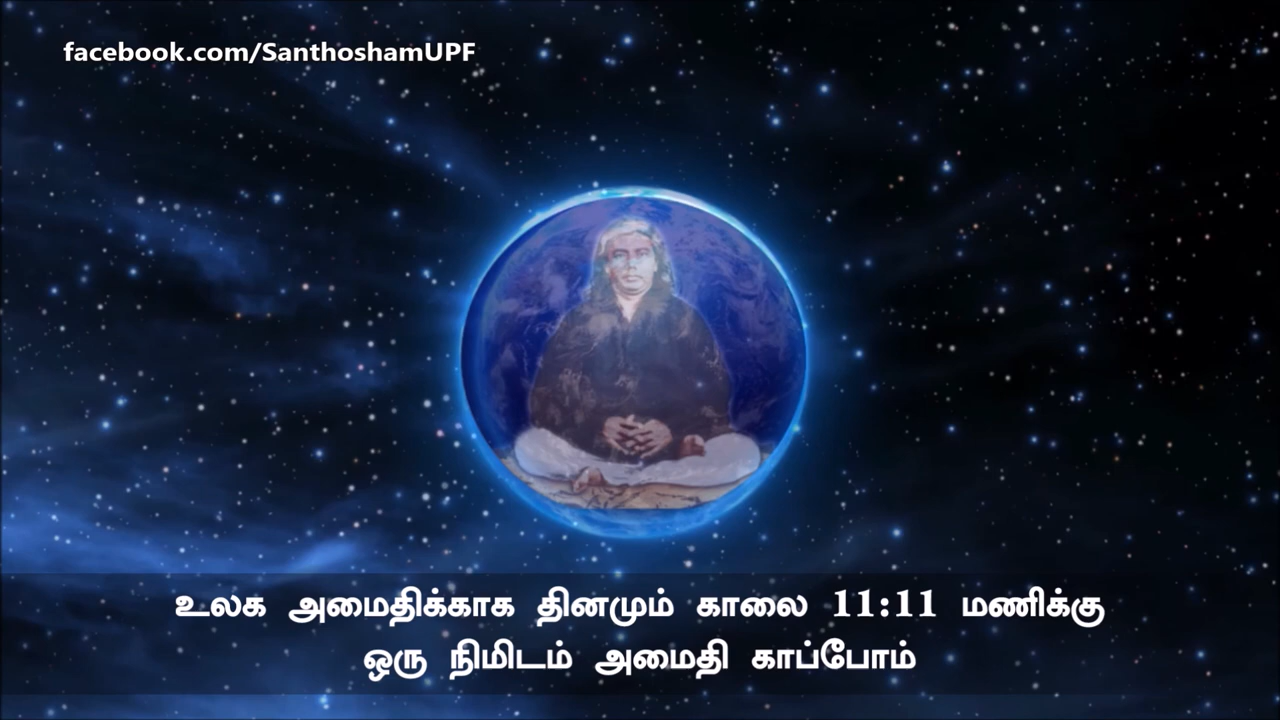 facebook.com/SanthoshamUPF
உலக அமைதிக்காக தினமும் காலை 11:11 மணிக்கு
ஒரு நிமிடம் அமைதி காப்போம்